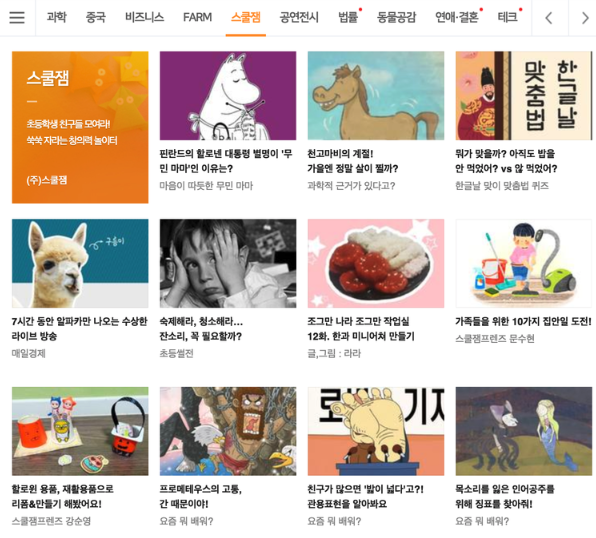 과학 중국 비즈니스 FARM 스쿨잼 공연전시 법률 동물공감 연애·결혼 테크
스쿨잼
초등학생 친구들 모여라!
쑥쑥 자라는 창의력 놀이터
(주)스쿨잼
핀란드의 할로넨 대통령 별명이 '무
민 마마'인 이유는?
마음이 따듯한 무민 마마
천고마비의 계절!
가을엔 정말 살이 찔까?
과학적 근거가 있다고?
맞춤법
한글날
뭐가 맞을까? 아직도 밥을
안 먹었어? vs 않 먹었어?
한글날 맞이 맞춤법 퀴즈
구름이
7시간 동안 알파카만 나오는 수상한
라이브 방송
매일경제
숙제해라, 청소해라...
잔소리, 꼭 필요할까?
초등썰전
조그만 나라 조그만 작업실
12화. 한과 미니어쳐 만들기
글,그림 : 라라
가족들을 위한 10가지 집안일 도전!
스쿨잼프렌즈 문수현
할로윈 용품, 재활용품으로
리폼&만들기 해봤어요!
스쿨잼프렌즈 강순영
프로메테우스의 고통,
간 때문이야!
요즘 뭐 배워?
친구가 많으면 '밟이 넓다'고?!
관용표현을 알아봐요
요즘 뭐 배워?
목소리를 잃은 인어공주를
위해 징표를 찾아줘!
요즘 뭐 배워?